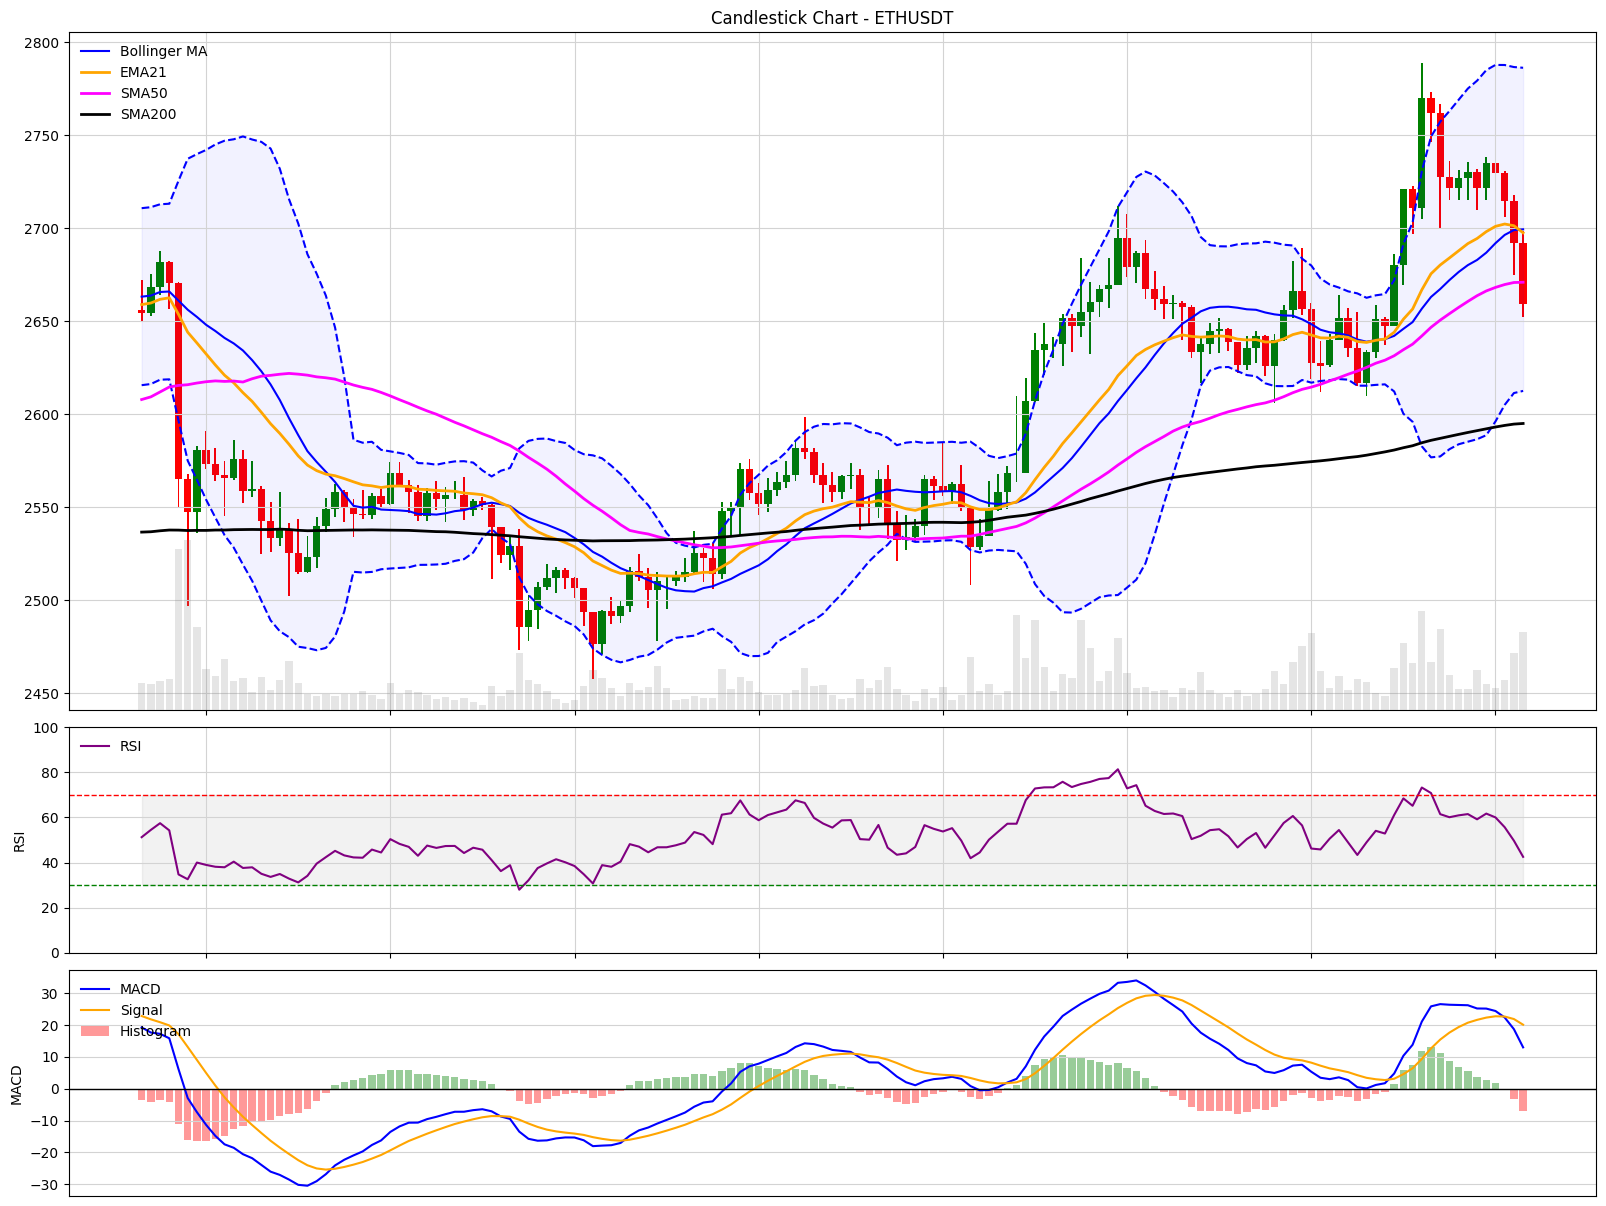 Candlestick Chart - ETHUSDT
2800
2750
2700
2650
2600
2550
2500
2450
Bollinger MA
EMA21
SMA50
SMA200
100
80
60
40
20
0
RSI
RSI
30
20
10
0
−10
−20
−30
MACD
MACD
Signal
Histogram